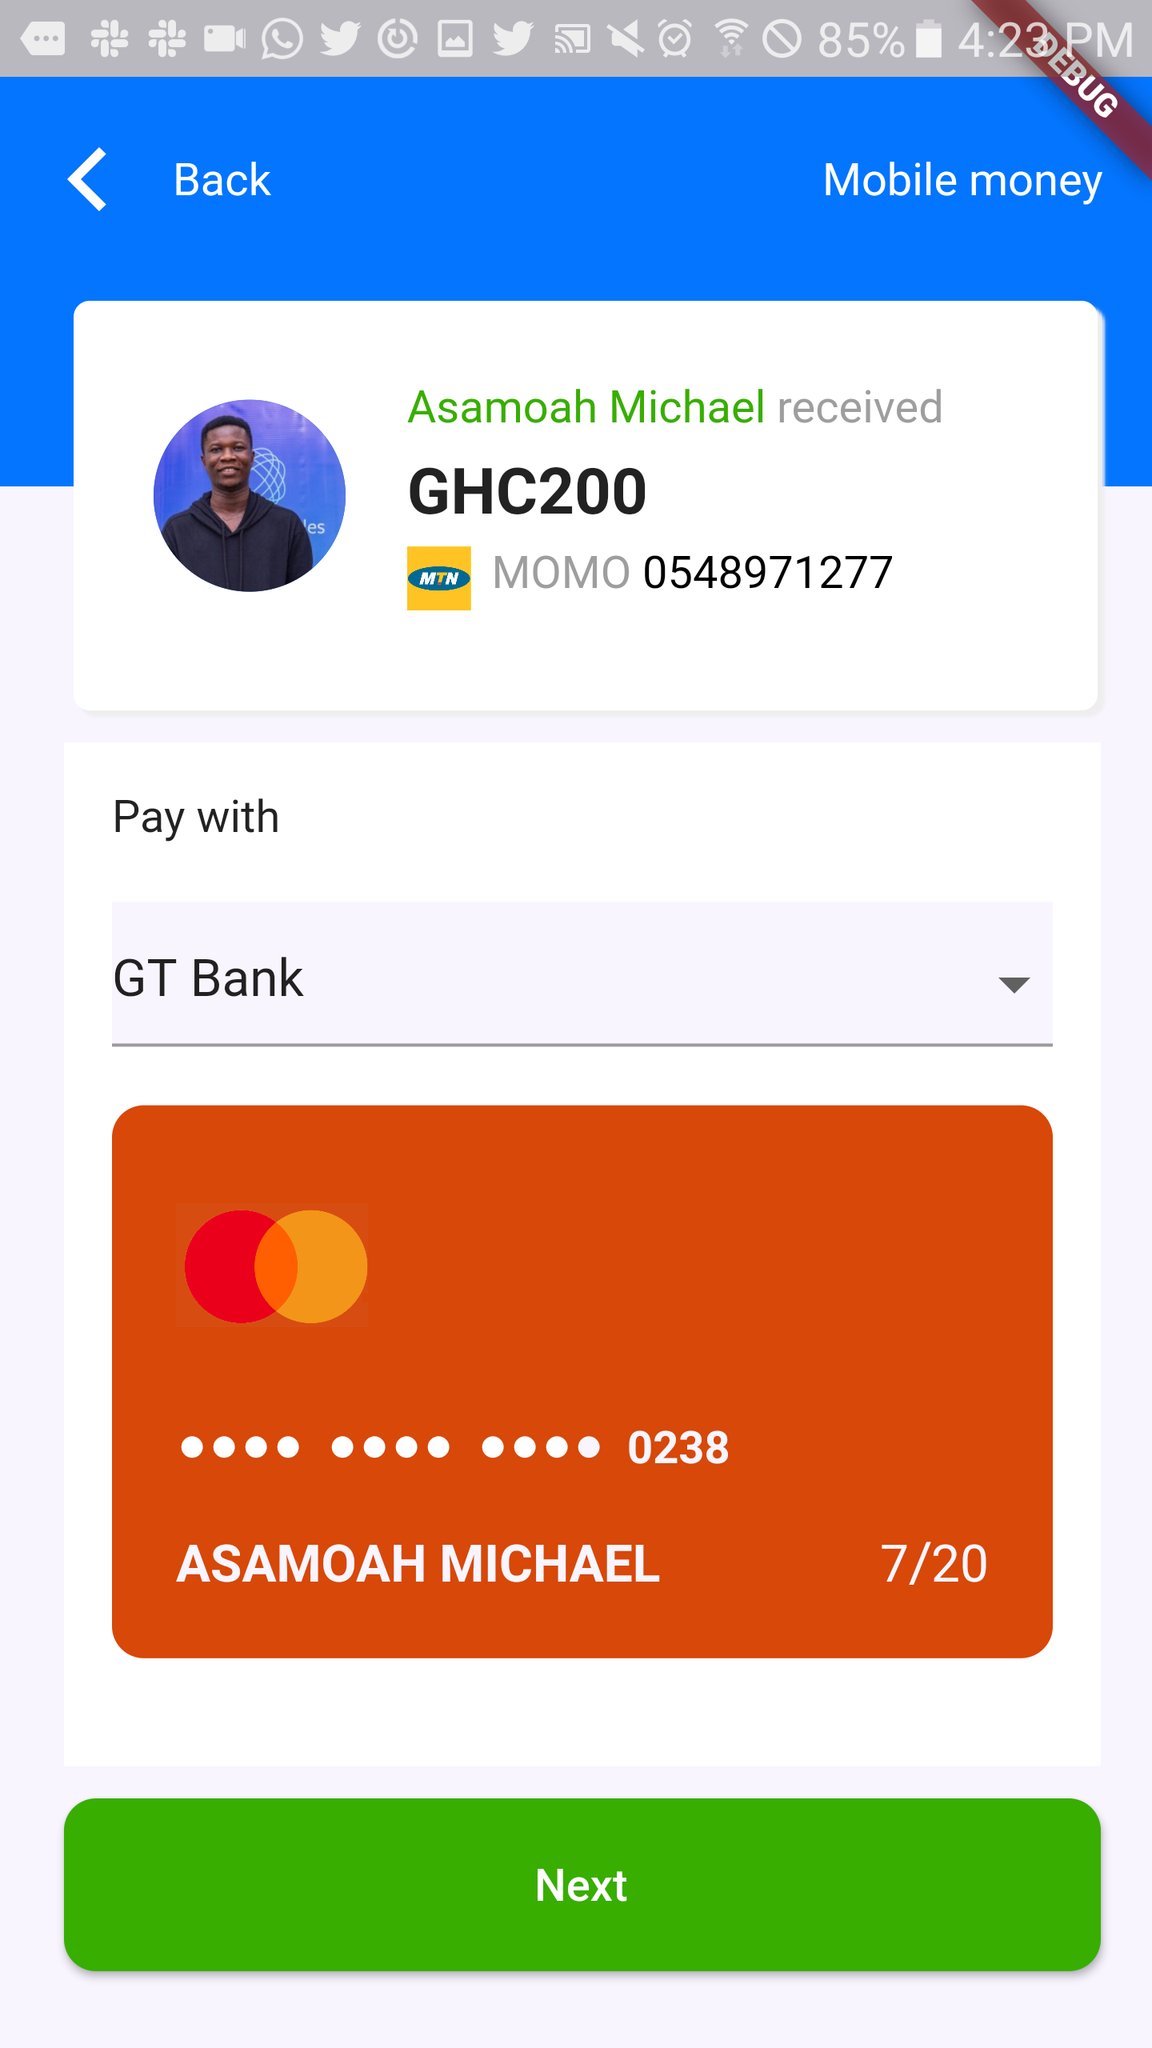 85% 4:23 PM
DEBUG
Back
Mobile money
Asamoah Michael received
GHC200
MTN
MOMO 0548971277
les
Pay with
GT Bank
•••• •••• •••• 0238
ASAMOAH MICHAEL
7/20
Next